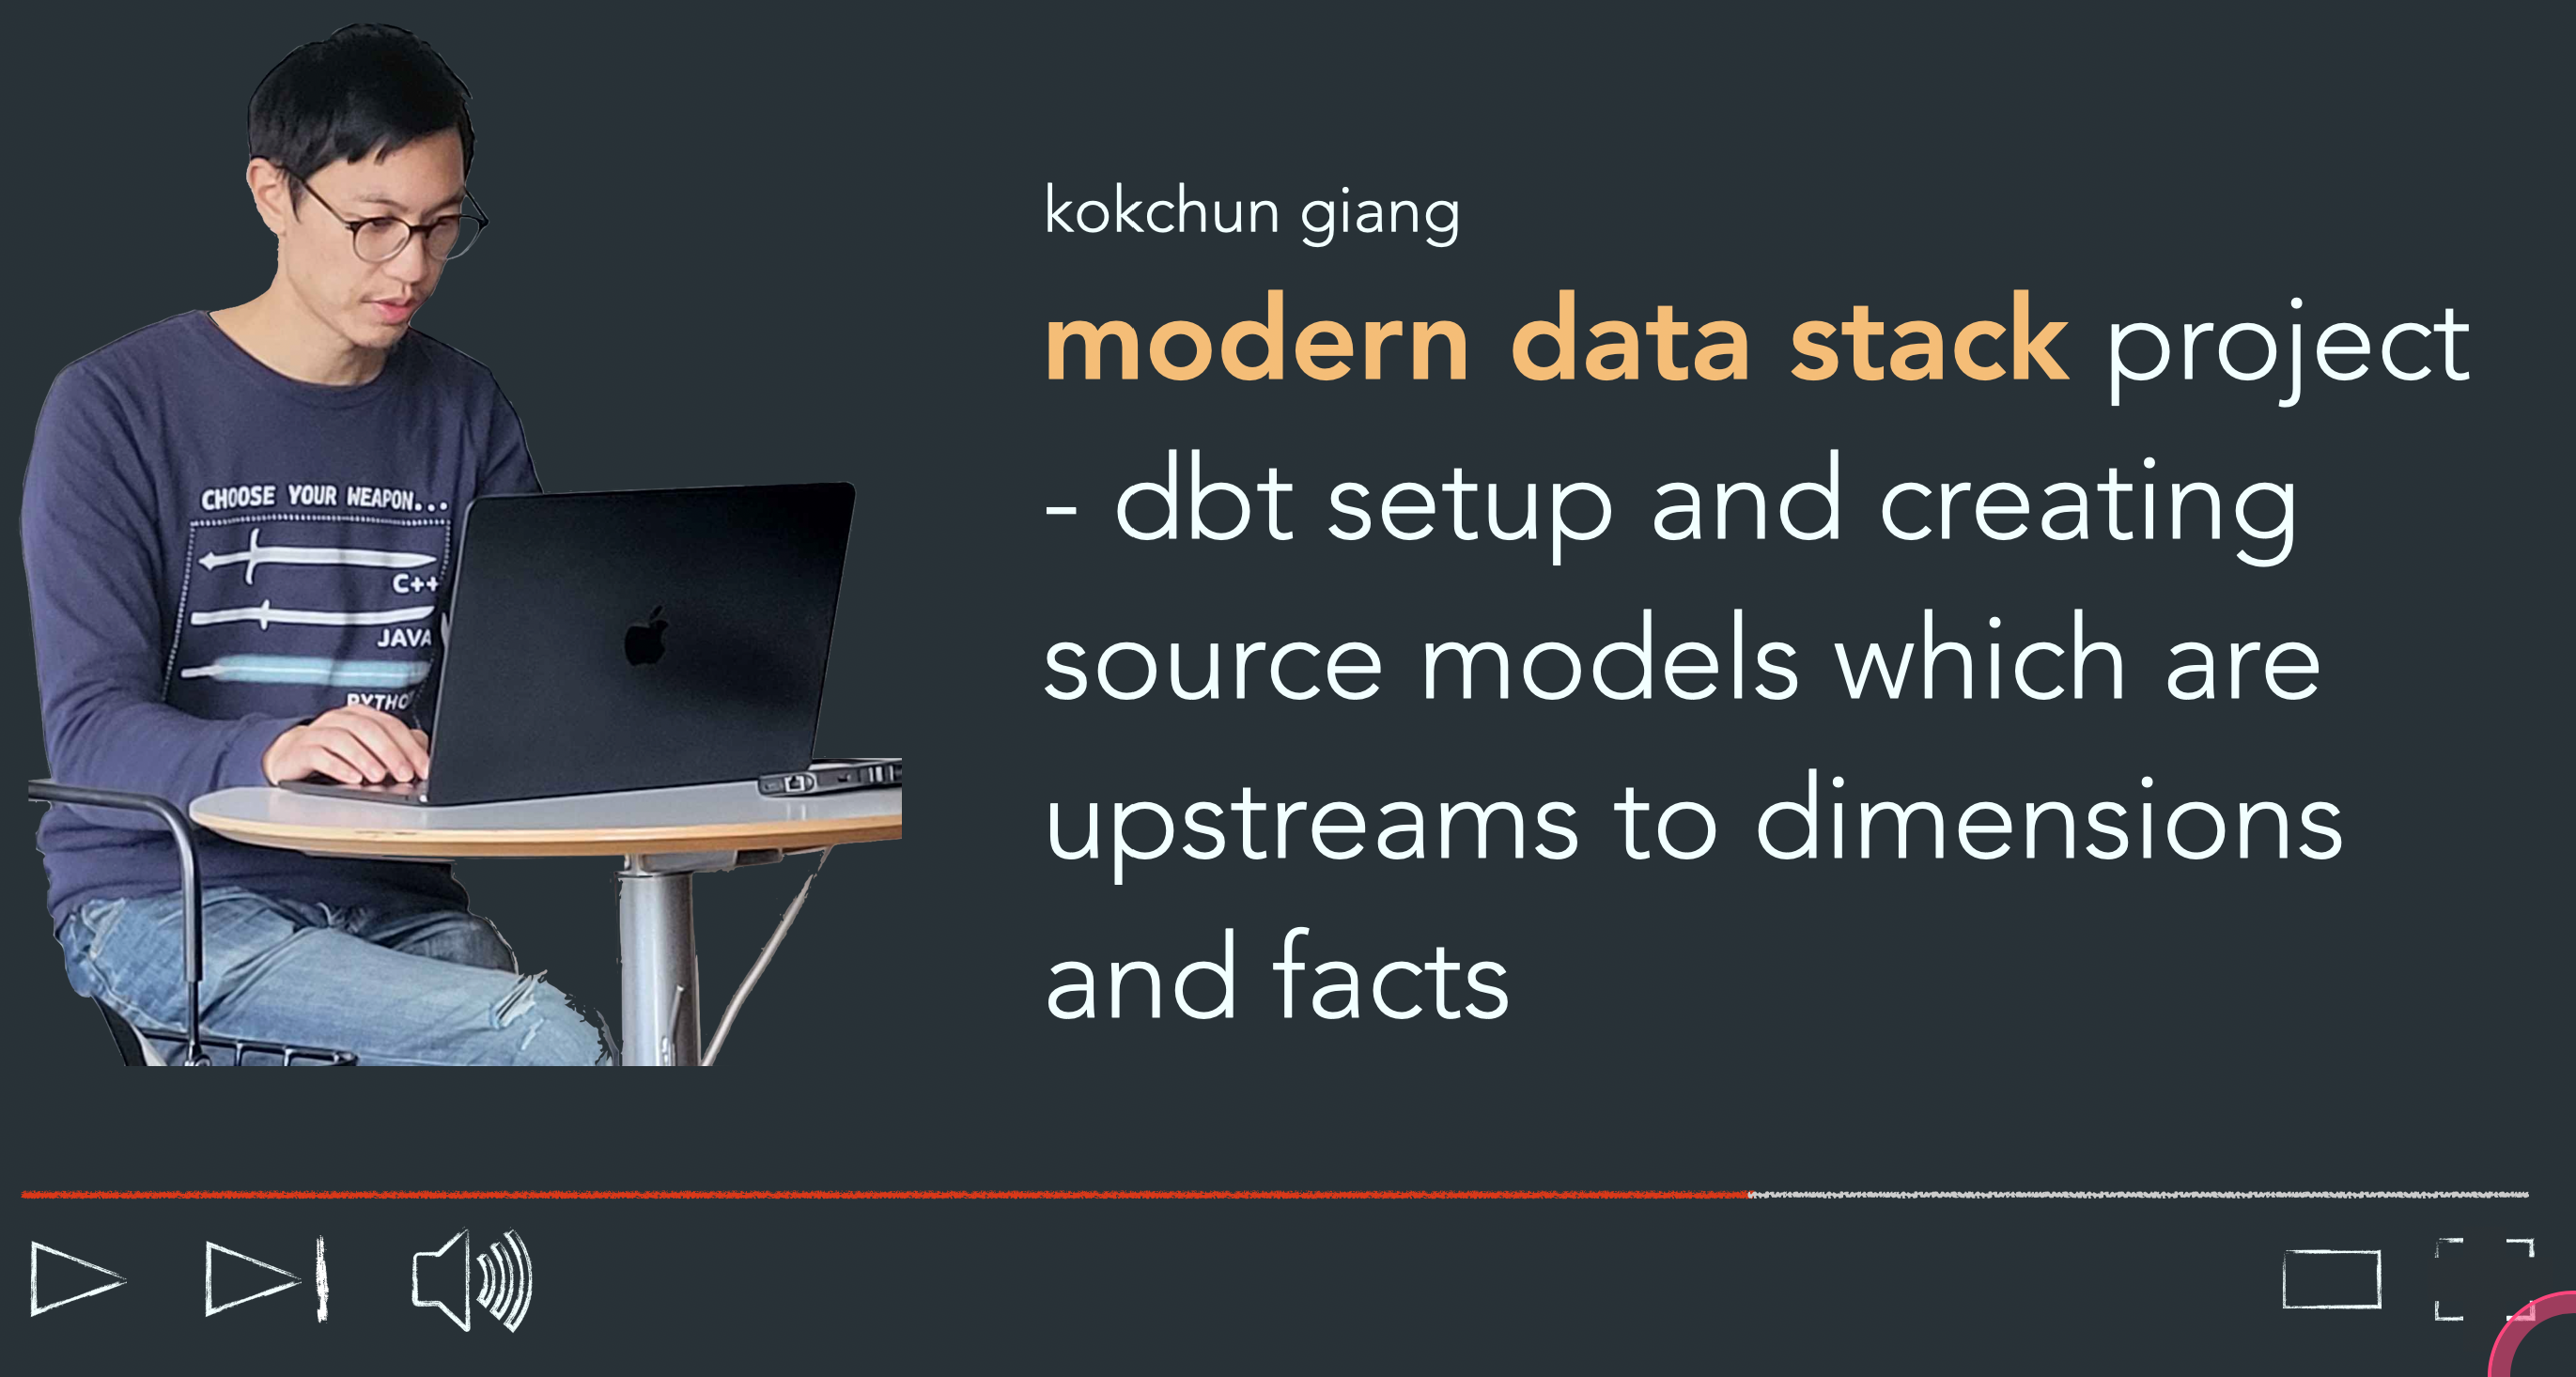 kokchun giang
modern data stack project
- dbt setup and creating
source models which are
upstreams to dimensions
and facts
CHOOSE YOUR WEAPON...
C++
JAVA
PYTHO